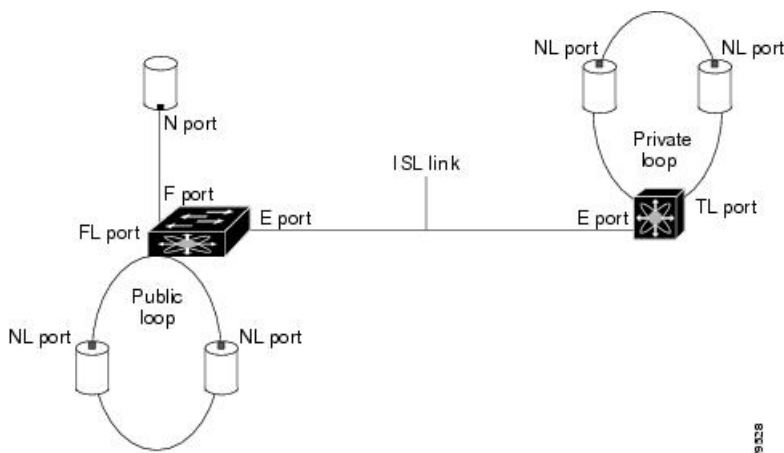 NL port
NL port
N port
Private
loop
ISL link
F port
FL port
E port
E port
TL port
Public
loop
NL port
NL port
9528